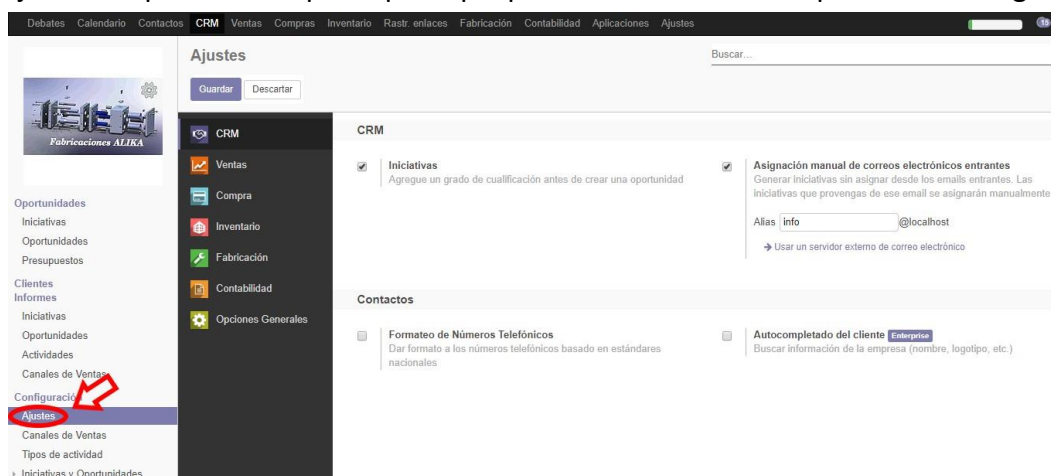 Debates Calendario Contactos CRM Ventas Compras Inventario Rastr. enlaces Fabricación Contabilidad Aplicaciones Ajustes 15
Ajustes
Buscar...
Guardar Descartar
Fabricaciones ALIKA
Oportunidades
Iniciativas
Oportunidades
Presupuestos
Clientes
Informes
Iniciativas
Oportunidades
Actividades
Canales de Ventas
Configuración
Ajustes
Canales de Ventas
Tipos de actividad
Iniciativas y Oportunidades
CRM
Ventas
Compra
Inventario
Fabricación
Contabilidad
Opciones Generales
CRM
Iniciativas
Agregue un grado de cualificación antes de crear una oportunidad
Asignación manual de correos electrónicos entrantes
Generar iniciativas sin asignar desde los emails entrantes. Las
iniciativas que provengas de ese email se asignarán manualmente
Alias info @localhost
Usar un servidor externo de correo electrónico
Contactos
Formateo de Números Telefónicos
Dar formato a los números telefónicos basado en estándares
nacionales
Autocompletado del cliente Enterprise
Buscar información de la empresa (nombre, logotipo, etc.)